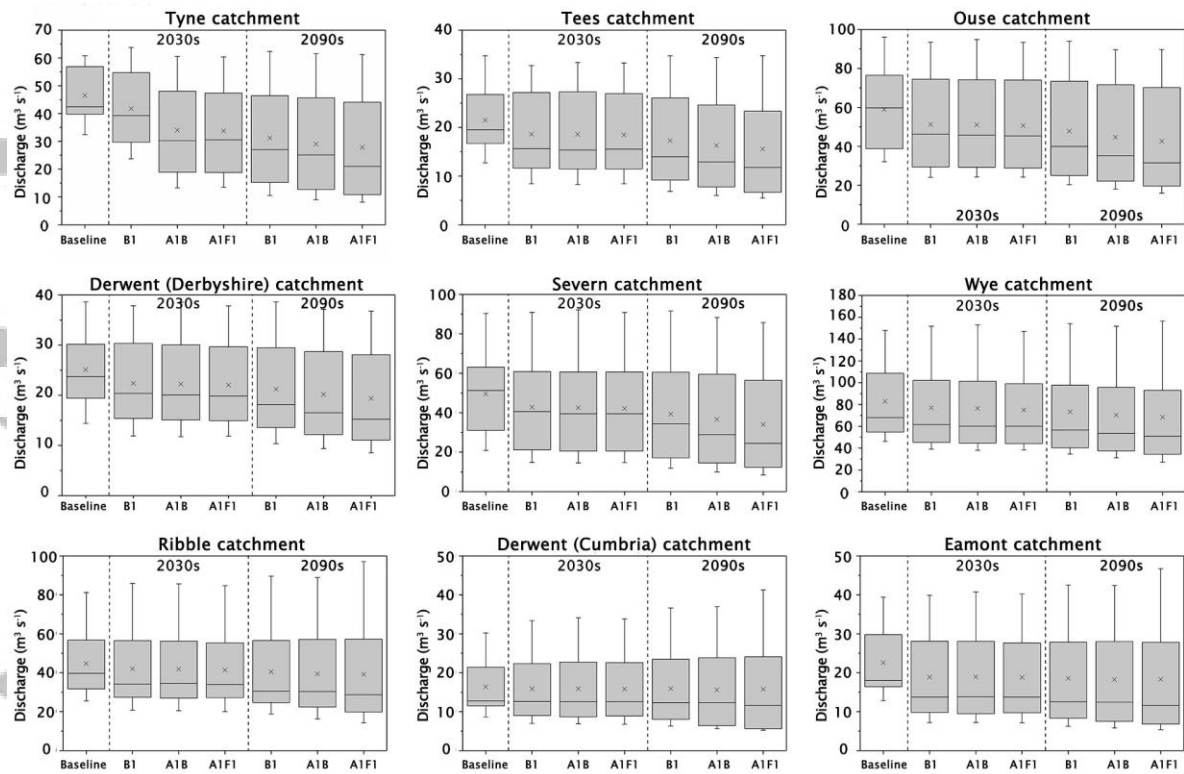 Tyne catchment
2030s 2090s
Discharge (m³ s⁻¹)
70
60
50
40
30
20
10
0
Baseline B1 A1B A1F1 B1 A1B A1F1
Tees catchment
2030s 2090s
Discharge (m³ s⁻¹)
40
30
20
10
0
Baseline B1 A1B A1F1 B1 A1B A1F1
Ouse catchment
Discharge (m³ s⁻¹)
100
80
60
40
20
0
2030s 2090s
Baseline B1 A1B A1F1 B1 A1B A1F1
Derwent (Derbyshire) catchment
2030s 2090s
Discharge (m³ s⁻¹)
40
30
20
10
0
Baseline B1 A1B A1F1 B1 A1B A1F1
Severn catchment
2030s 2090s
Discharge (m³ s⁻¹)
100
80
60
40
20
0
Baseline B1 A1B A1F1 B1 A1B A1F1
Wye catchment
2030s 2090s
Discharge (m³ s⁻¹)
180
160
140
120
100
80
60
40
20
0
Baseline B1 A1B A1F1 B1 A1B A1F1
Ribble catchment
2030s 2090s
Discharge (m³ s⁻¹)
100
80
60
40
20
0
Baseline B1 A1B A1F1 B1 A1B A1F1
Derwent (Cumbria) catchment
2030s 2090s
Discharge (m³ s⁻¹)
50
40
30
20
10
0
Baseline B1 A1B A1F1 B1 A1B A1F1
Eamont catchment
2030s 2090s
Discharge (m³ s⁻¹)
50
40
30
20
10
0
Baseline B1 A1B A1F1 B1 A1B A1F1